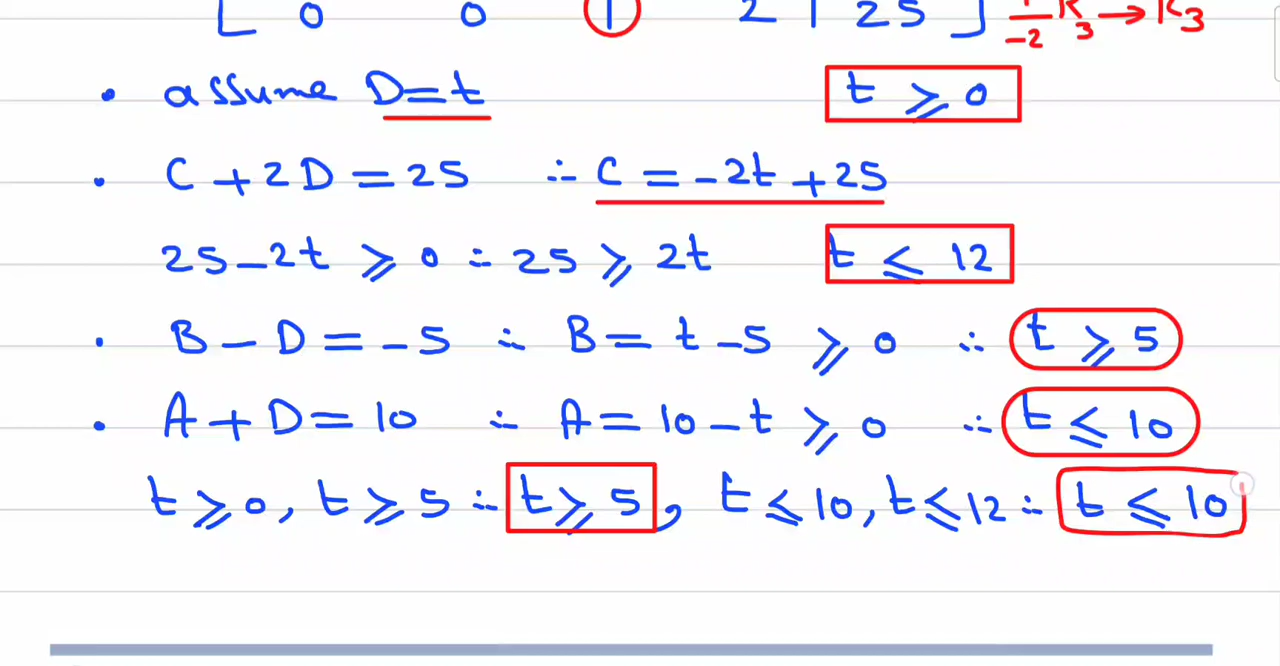 [ 0 0 1 2 | 25 ] 1/-2 R3 → R3
• assume D=t t ⩾ 0
• C + 2D = 25 ∴ C = -2t + 25
25 - 2t ⩾ 0 ∴ 25 ⩾ 2t t ⩽ 12
• B - D = -5 ∴ B = t - 5 ⩾ 0 ∴ t ⩾ 5
• A + D = 10 ∴ A = 10 - t ⩾ 0 ∴ t ⩽ 10
t ⩾ 0, t ⩾ 5 ∴ t ⩾ 5, t ⩽ 10, t ⩽ 12 ∴ t ⩽ 10